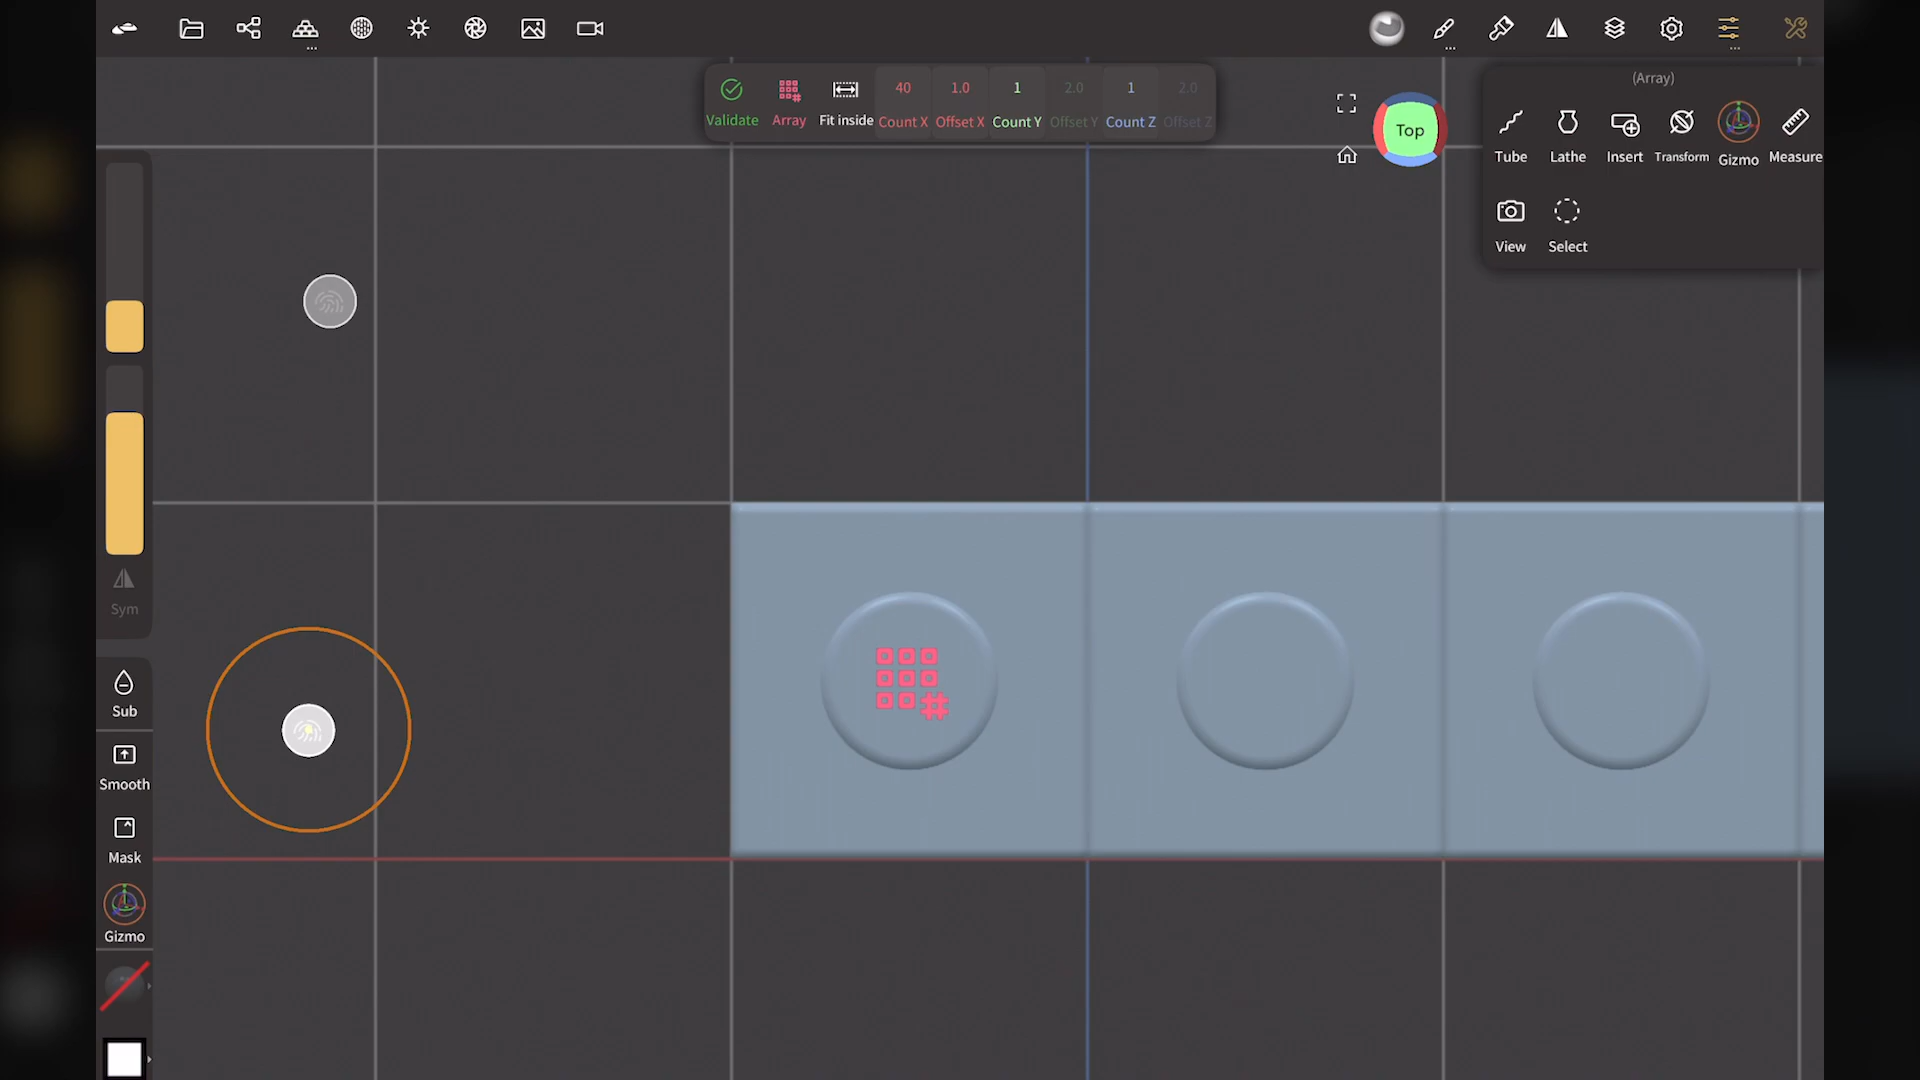 40 1.0 1 2.0 1 2.0
Validate Array Fit inside Count X Offset X Count Y Offset Y Count Z Offset Z
Top
(Array)
Tube Lathe Insert Transform Gizmo Measure
View Select
Sym
Sub
Smooth
Mask
Gizmo